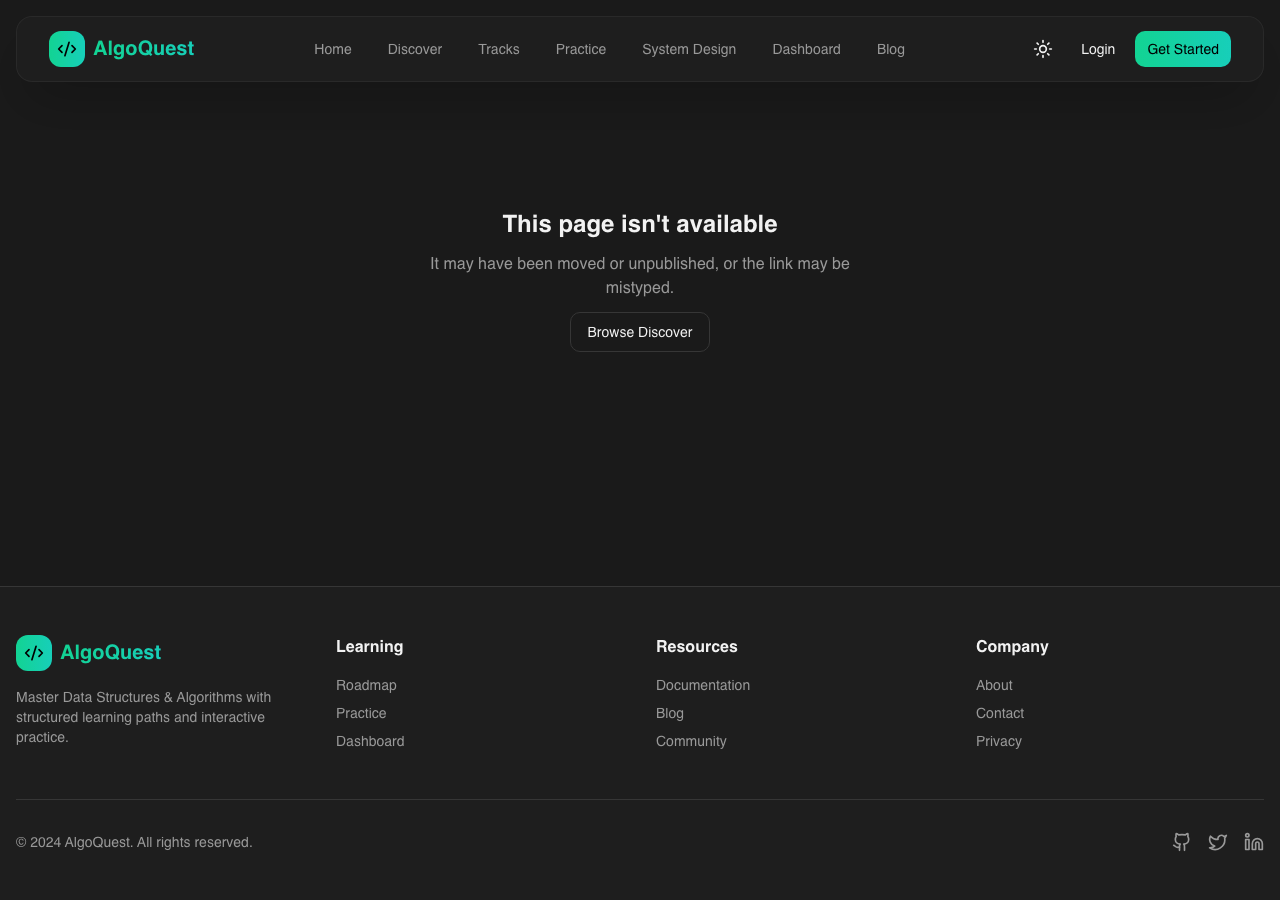 AlgoQuest
Home
Discover
Tracks
Practice
System Design
Dashboard
Blog
Login
Get Started
This page isn't available
It may have been moved or unpublished, or the link may be
mistyped.
Browse Discover
AlgoQuest
Master Data Structures & Algorithms with
structured learning paths and interactive
practice.
Learning
Roadmap
Practice
Dashboard
Resources
Documentation
Blog
Community
Company
About
Contact
Privacy
© 2024 AlgoQuest. All rights reserved.